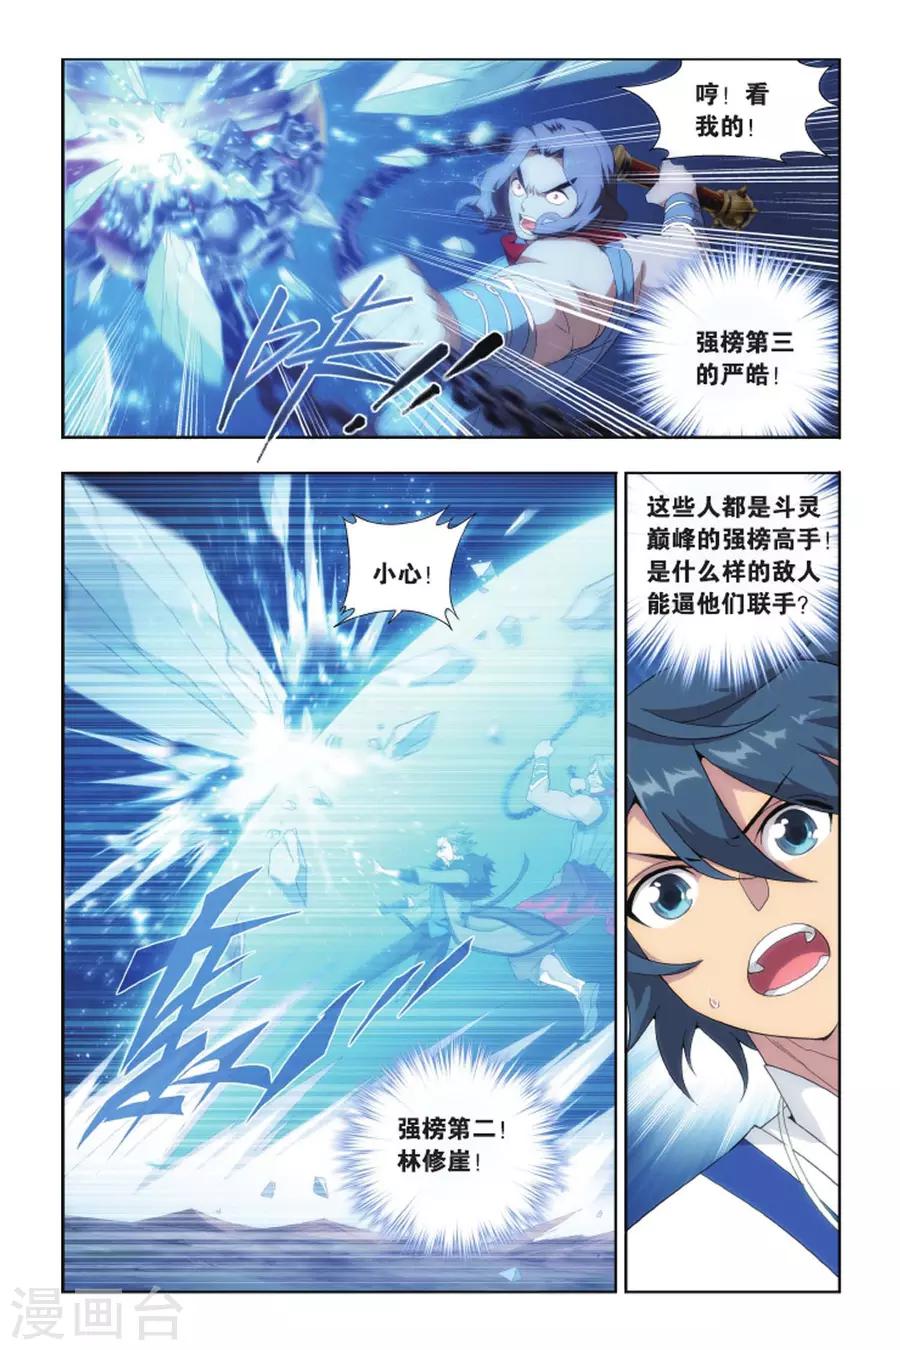 哼！看
我的！
强榜第三
的严皓！
咔
小心！
轰
强榜第二！
林修崖！
这些人都是斗灵
巅峰的强榜高手！
是什么样的敌人
能逼他们联手？
漫画台